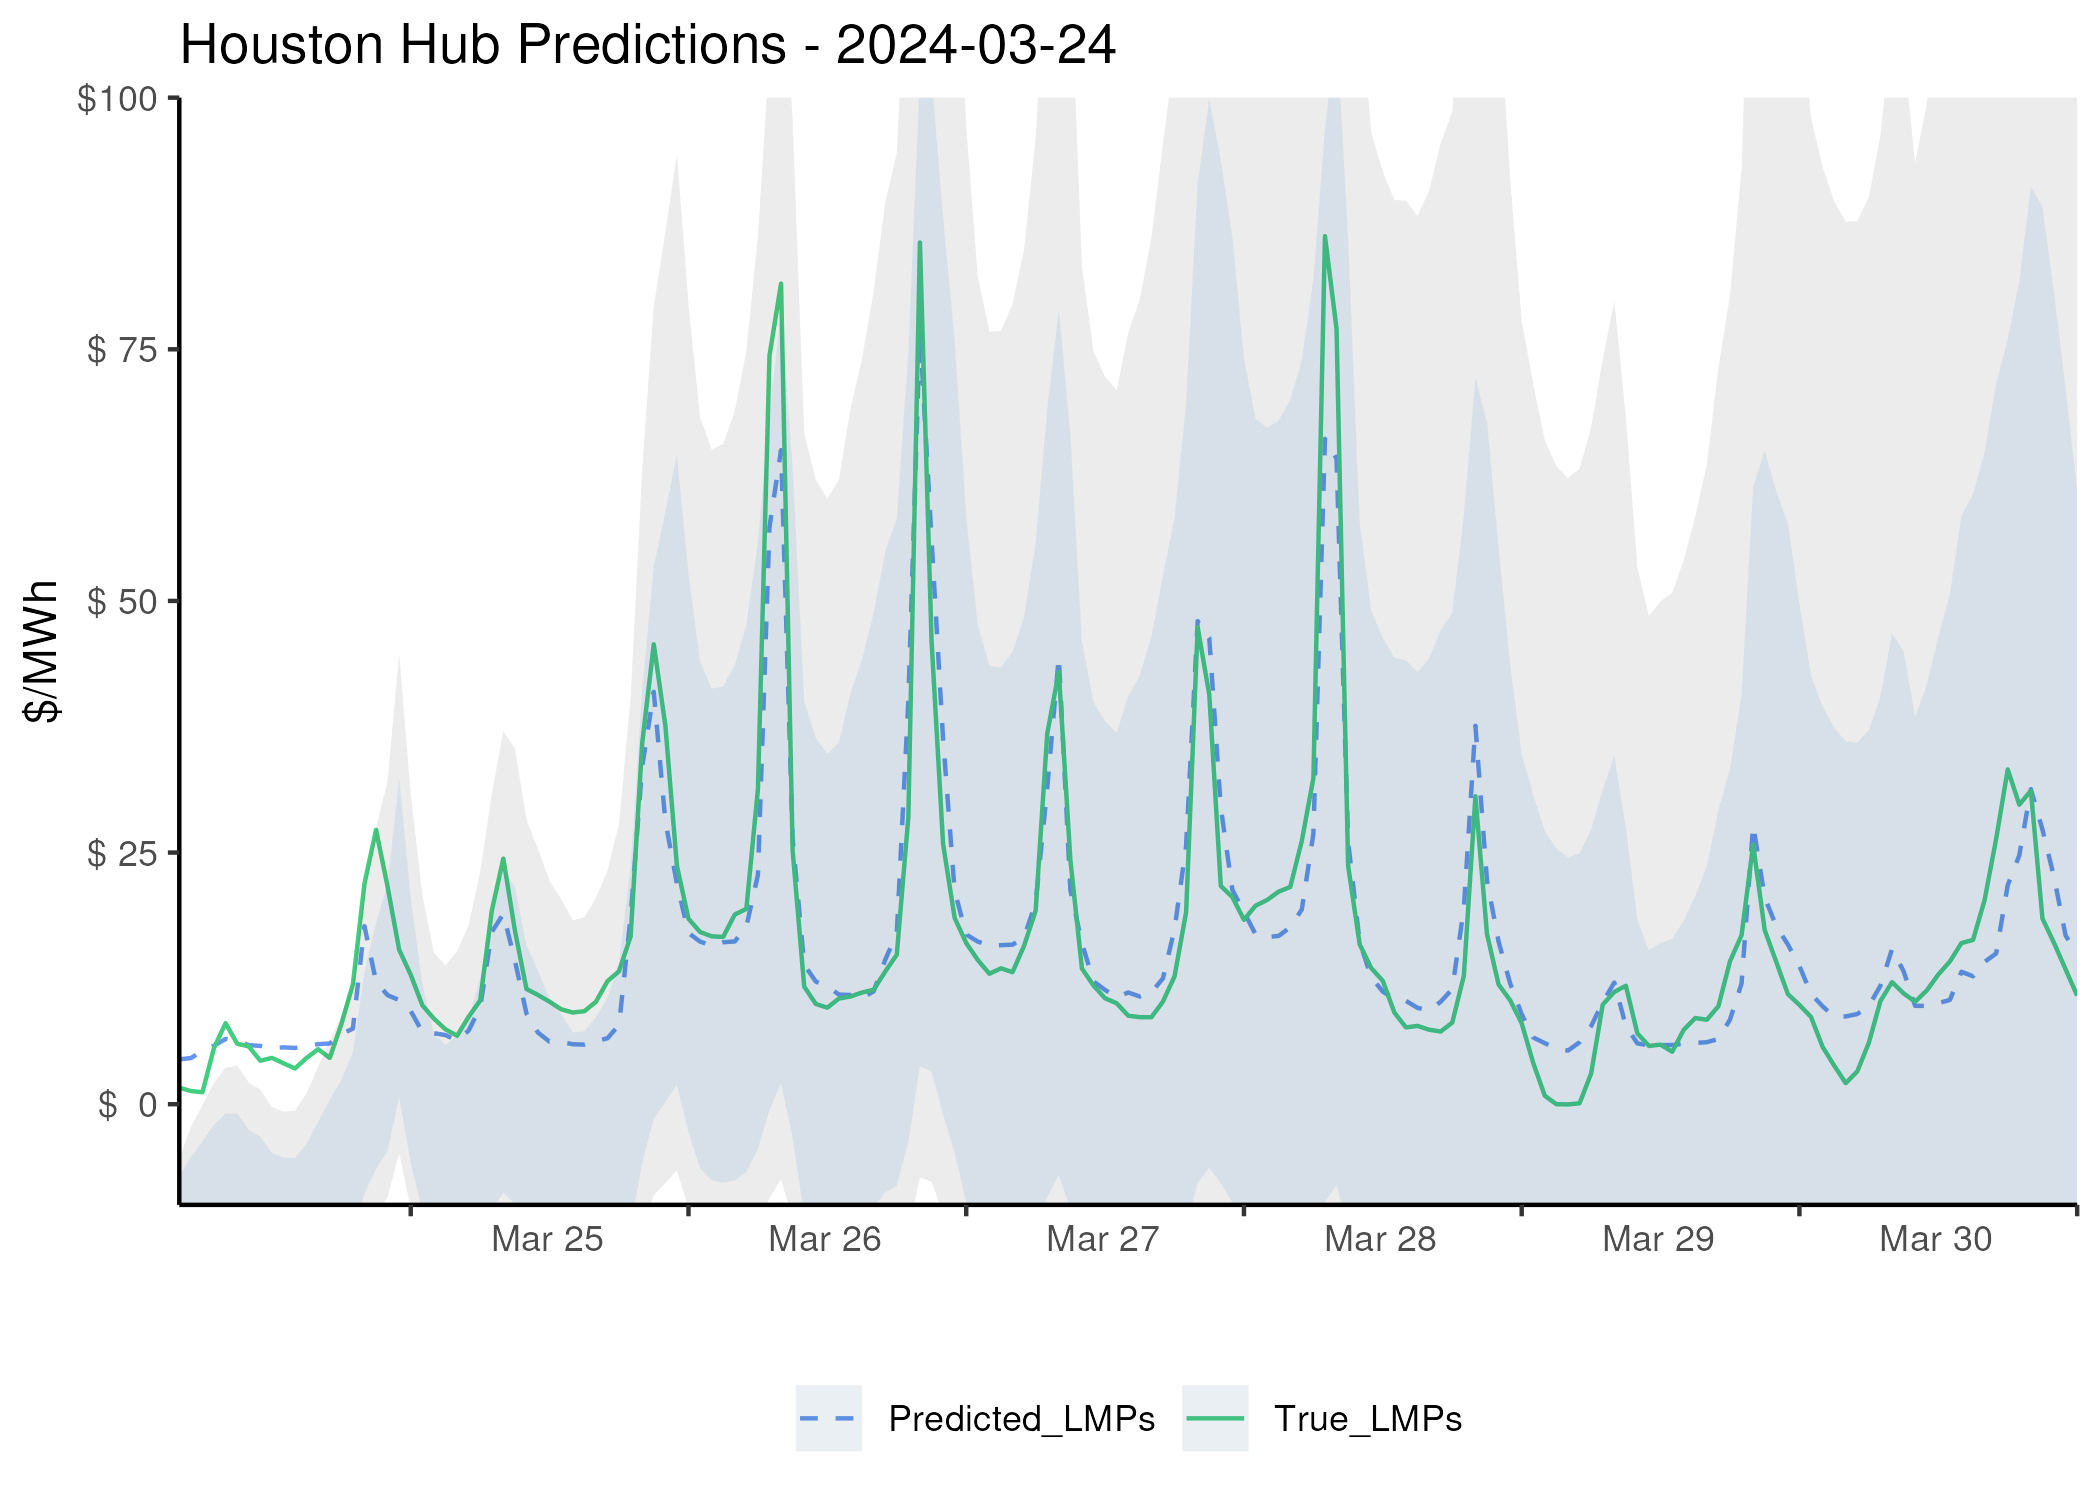 Houston Hub Predictions - 2024-03-24
$100
$ 75
$ 50
$ 25
$ 0
$/MWh
Mar 25 Mar 26 Mar 27 Mar 28 Mar 29 Mar 30
Predicted_LMPs True_LMPs